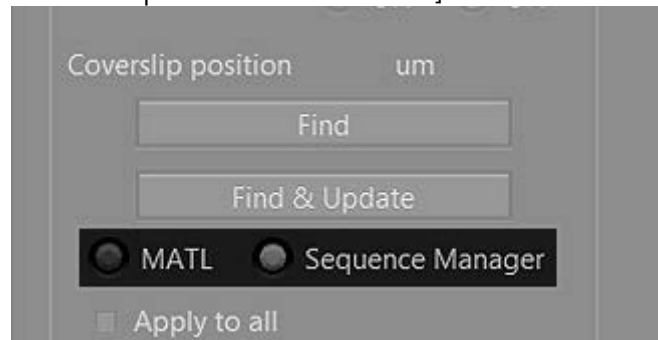 Coverslip position um
Find
Find & Update
MATL Sequence Manager
Apply to all